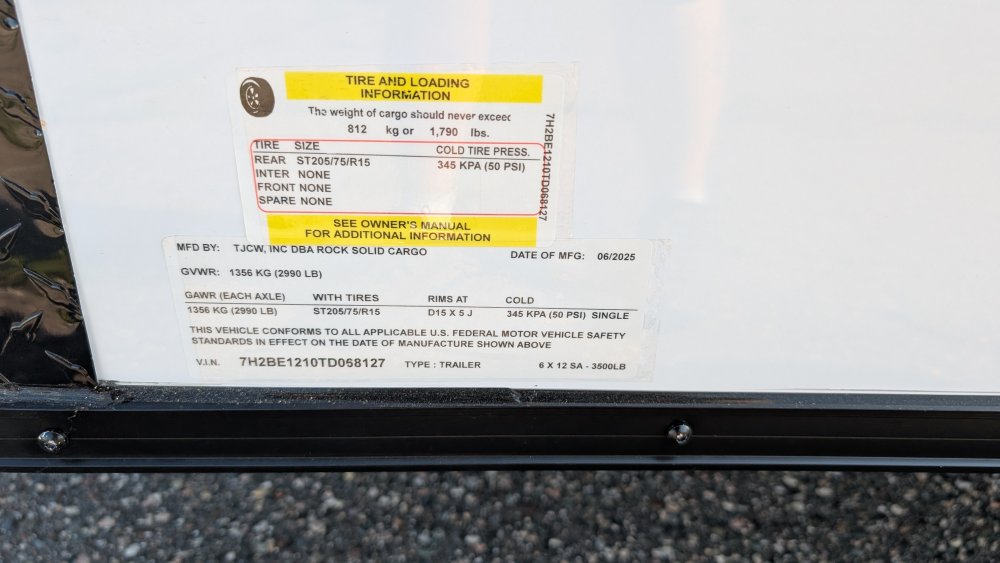 TIRE AND LOADING
INFORMATION
The weight of cargo should never exceed
812 kg or 1,790 lbs.
TIRE SIZE COLD TIRE PRESS.
REAR ST205/75/R15 345 KPA (50 PSI)
INTER NONE
FRONT NONE
SPARE NONE
7H2BE1210TD068127
SEE OWNER'S MANUAL
FOR ADDITIONAL INFORMATION
MFD BY: TJCW, INC DBA ROCK SOLID CARGO DATE OF MFG: 06/2025
GVWR: 1356 KG (2990 LB)
GAWR (EACH AXLE) WITH TIRES RIMS AT COLD
1356 KG (2990 LB) ST205/75/R15 D15 X 5 J 345 KPA (50 PSI) SINGLE
THIS VEHICLE CONFORMS TO ALL APPLICABLE U.S. FEDERAL MOTOR VEHICLE SAFETY
STANDARDS IN EFFECT ON THE DATE OF MANUFACTURE SHOWN ABOVE
V.I.N. 7H2BE1210TD068127 TYPE : TRAILER 6 X 12 SA - 3500LB